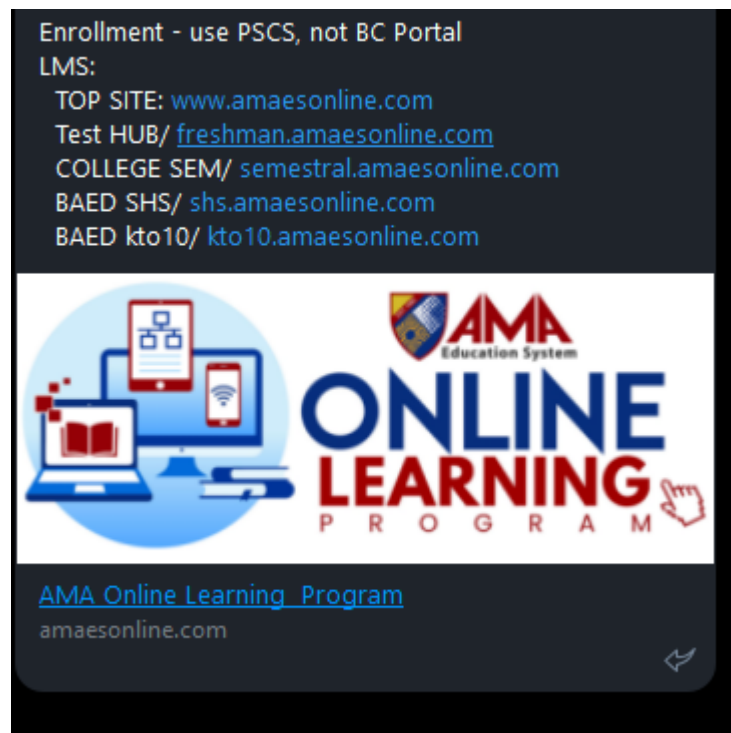 Enrollment - use PSCS, not BC Portal
LMS:
TOP SITE: www.amaesonline.com
Test HUB/ freshman.amaesonline.com
COLLEGE SEM/ semestral.amaesonline.com
BAED SHS/ shs.amaesonline.com
BAED kto10/ kto10.amaesonline.com
AMA
Education System
ONLINE
LEARNING
PROGRAM
AMA Online Learning Program
amaesonline.com